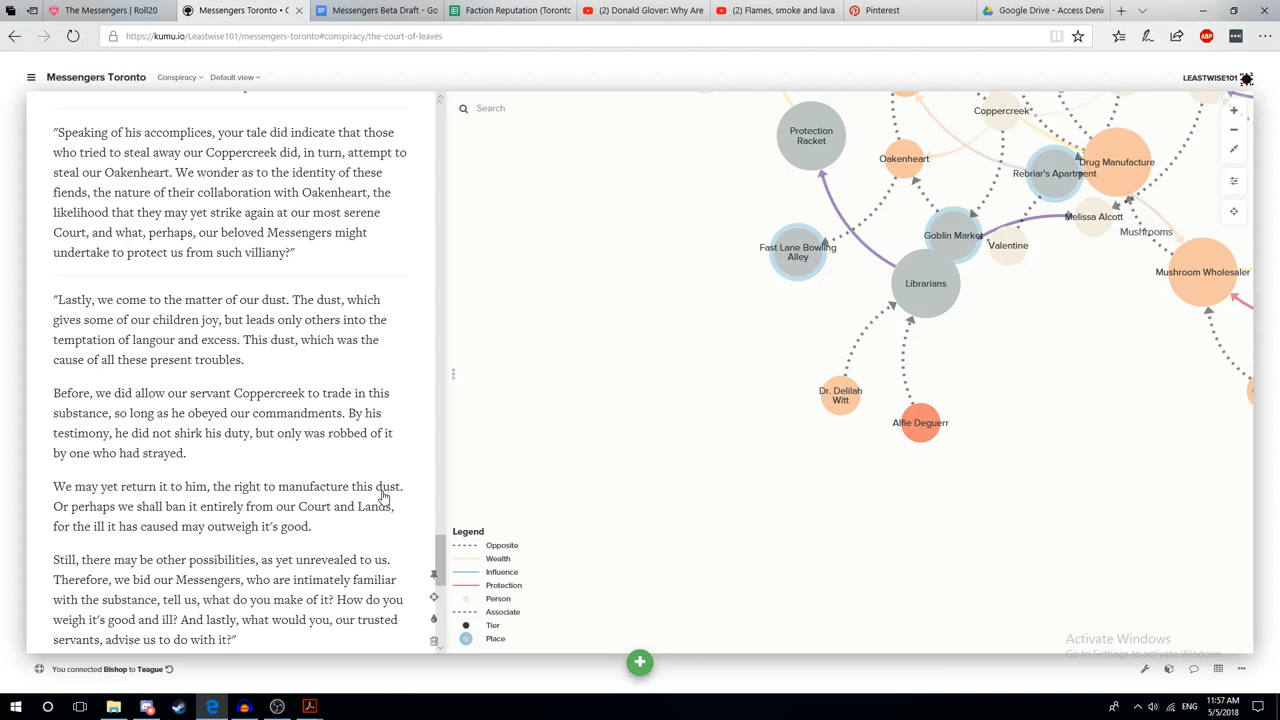 The Messengers | Roll20
Messengers Toronto • C
Messengers Beta Draft - Go
Faction Reputation (Toronto
(2) Donald Glover: Why Are
(2) Flames, smoke and lava
Pinterest
Google Drive - Access Deni
https://kumu.io/Leastwise101/messengers-toronto#conspiracy/the-court-of-leaves
ABP
Messengers Toronto
Conspiracy
Default view
LEASTWISE101
"Speaking of his accomplices, your tale did indicate that those
who tried to steal away our Coppercreek did, in turn, attempt to
steal our Oakenheart. We wonder as to the identity of these
fiends, the nature of their collaboration with Oakenheart, the
likelihood that they may yet strike again at our most serene
Court, and what, perhaps, our beloved Messengers might
undertake to protect us from such villiany?"
"Lastly, we come to the matter of our dust. The dust, which
gives some of our children joy, but leads only others into the
temptation of langour and excess. This dust, which was the
cause of all these present troubles.
Before, we did allow our servant Coppercreek to trade in this
substance, so long as he obeyed our commandments. By his
testimony, he did not shirk his duty, but only was robbed of it
by one who had strayed.
We may yet return it to him, the right to manufacture this dust.
Or perhaps we shall ban it entirely from our Court and Lands,
for the ill it has caused may outweigh it's good.
Still, there may be other possibilities, as yet unrevealed to us.
Therefore, we bid our Messengers, who are intimately familiar
with the substance, tell us, what do you make of it? How do you
weigh it's good and ill? And lastly, what would you, our trusted
servants, advise us to do with it?"
Search
Coppercreek
Protection
Racket
Oakenheart
Drug Manufacture
Rebriar's Apartment
Melissa Alcott
Mushrooms
Goblin Market
Valentine
Fast Lane Bowling
Alley
Mushroom Wholesaler
Librarians
Dr. Delilah
Witt
Alfie Deguerr
Legend
Opposite
Wealth
Influence
Protection
Person
Associate
Tier
Place
Activate Windows
Go to Settings to activate Windows.
You connected Bishop to Teague
ENG
11:57 AM
5/5/2018